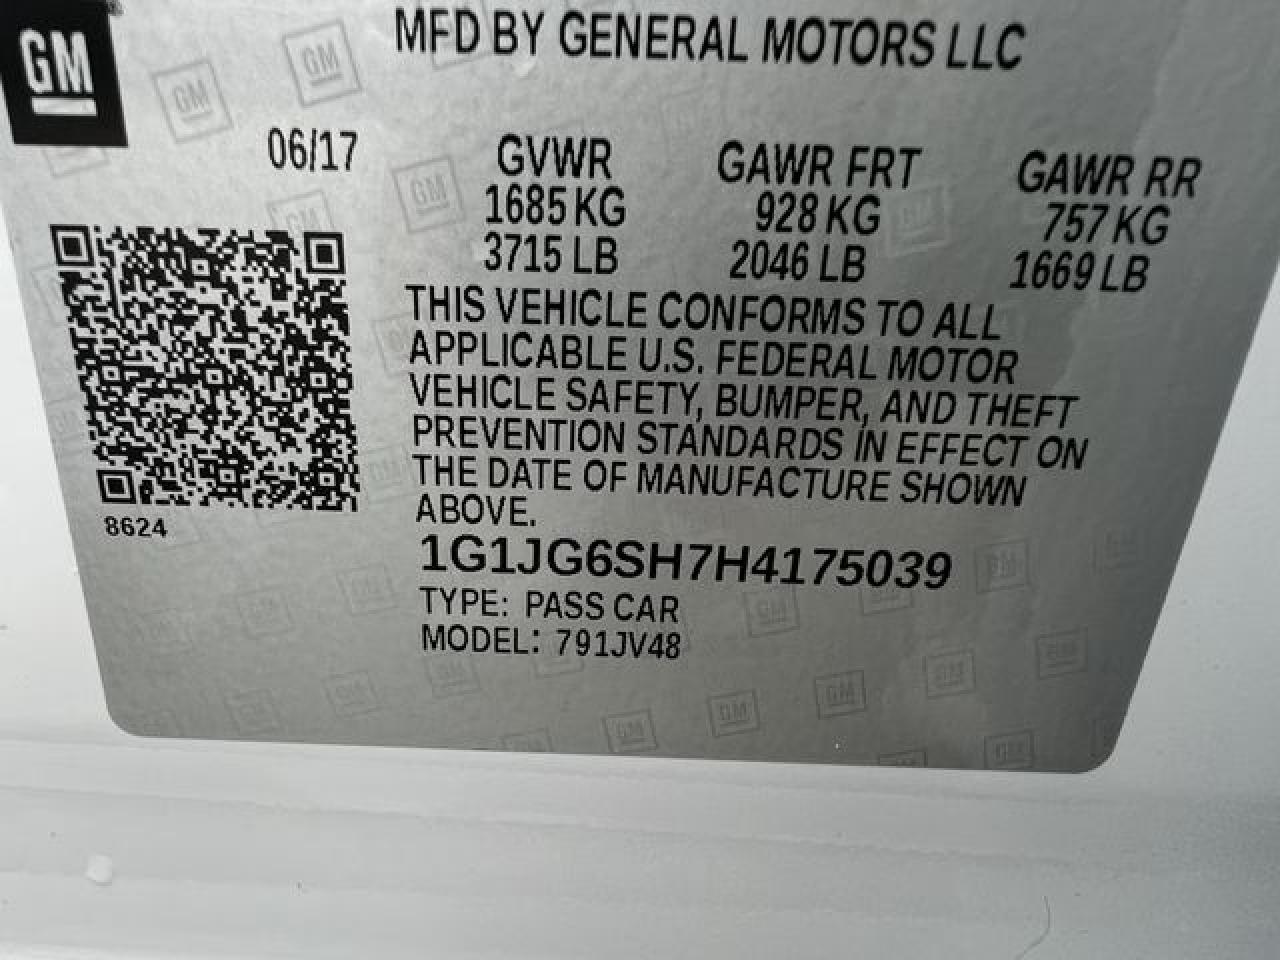 GM
MFD BY GENERAL MOTORS LLC
06/17
GVWR GAWR FRT GAWR RR
1685 KG 928 KG 757 KG
3715 LB 2046 LB 1669 LB
THIS VEHICLE CONFORMS TO ALL
APPLICABLE U.S. FEDERAL MOTOR
VEHICLE SAFETY, BUMPER, AND THEFT
PREVENTION STANDARDS IN EFFECT ON
THE DATE OF MANUFACTURE SHOWN
ABOVE.
8624
1G1JG6SH7H4175039
TYPE: PASS CAR
MODEL: 791JV48